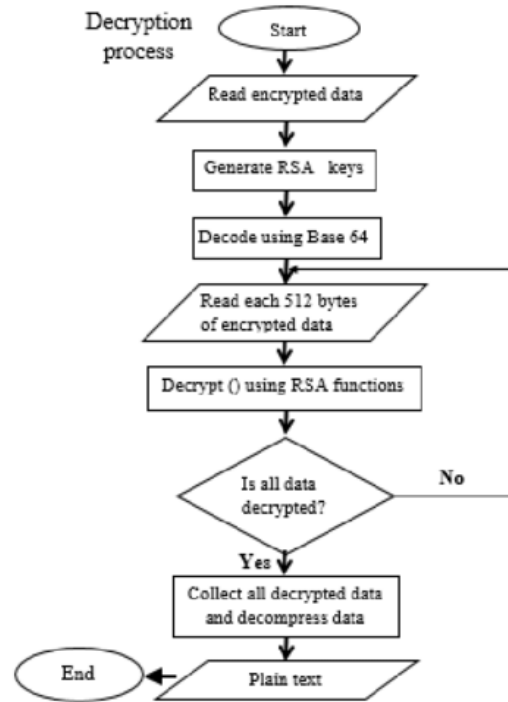 Decryption
process
Start
Read encrypted data
Generate RSA keys
Decode using Base 64
Read each 512 bytes
of encrypted data
Decrypt () using RSA functions
Is all data
decrypted?
No
Yes
Collect all decrypted data
and decompress data
Plain text
End